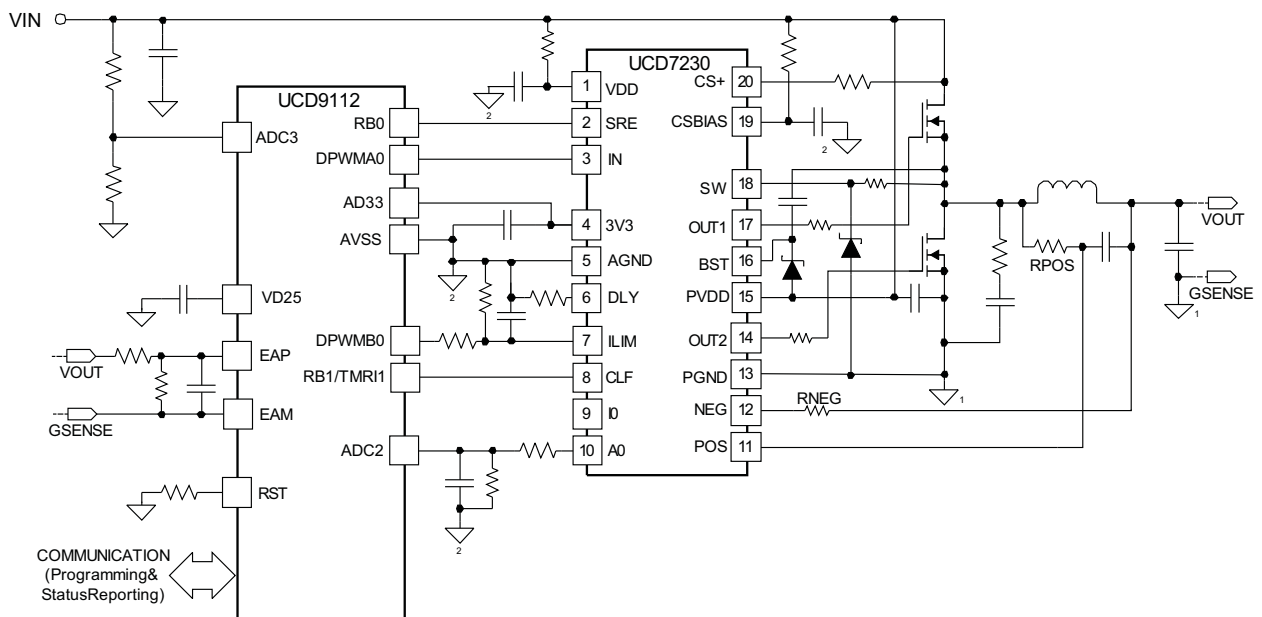 VIN
UCD9112
ADC3
VD25
EAP
VOUT
EAM
GSENSE
RST
COMMUNICATION
(Programming&
StatusReporting)
RB0
DPWMA0
AD33
AVSS
2
DPWMB0
RB1/TMRI1
ADC2
2
2
UCD7230
1 VDD
2 SRE
3 IN
4 3V3
5 AGND
6 DLY
7 ILIM
8 CLF
9 I0
10 A0
CS+ 20
CSBIAS 19
2
SW 18
OUT1 17
BST 16
PVDD 15
OUT2 14
PGND 13
NEG 12
POS 11
RNEG
1
RPOS
VOUT
GSENSE
1